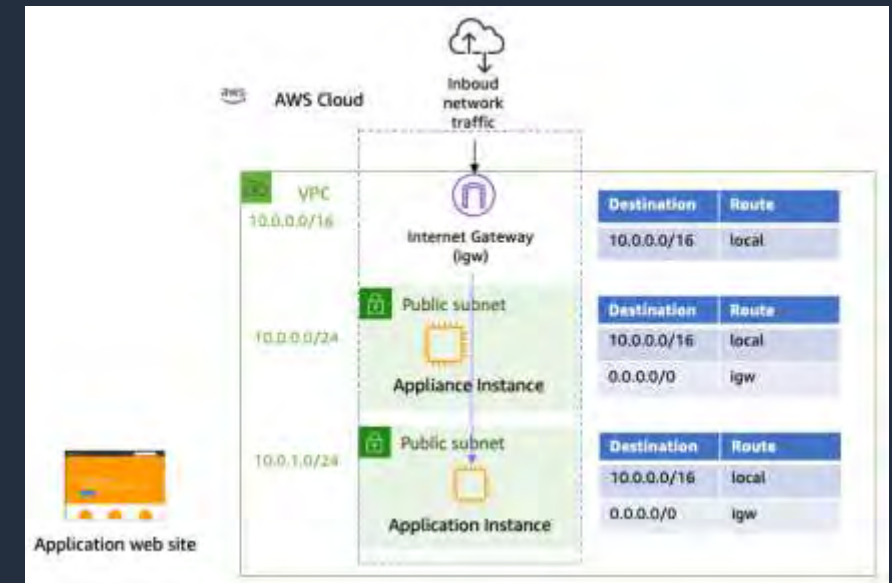 Inboud
network
traffic
aws
AWS Cloud
VPC
10.0.0.0/16
Internet Gateway
(igw)
Destination Route
10.0.0.0/16 local
Public subnet
10.0.0.0/24
Appliance Instance
Destination Route
10.0.0.0/16 local
0.0.0.0/0 igw
Public subnet
10.0.1.0/24
Application Instance
Destination Route
10.0.0.0/16 local
0.0.0.0/0 igw
Application web site